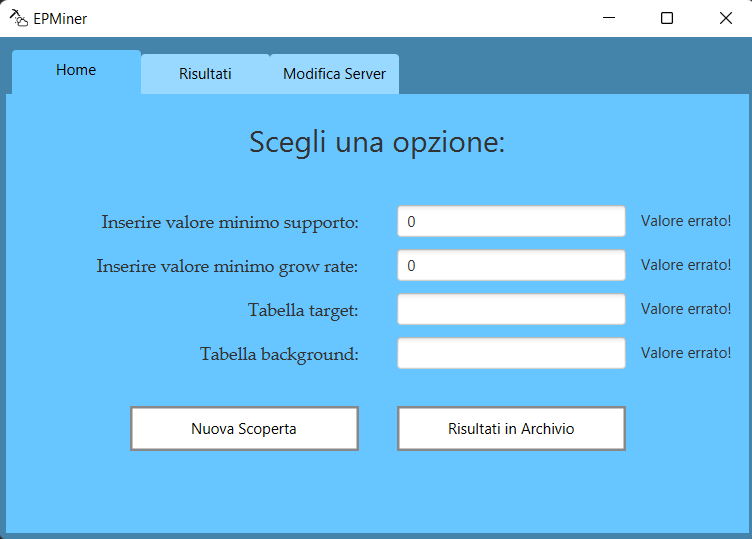 EPMiner
Home Risultati Modifica Server
Scegli una opzione:
Inserire valore minimo supporto: 0 Valore errato!
Inserire valore minimo grow rate: 0 Valore errato!
Tabella target: Valore errato!
Tabella background: Valore errato!
Nuova Scoperta Risultati in Archivio